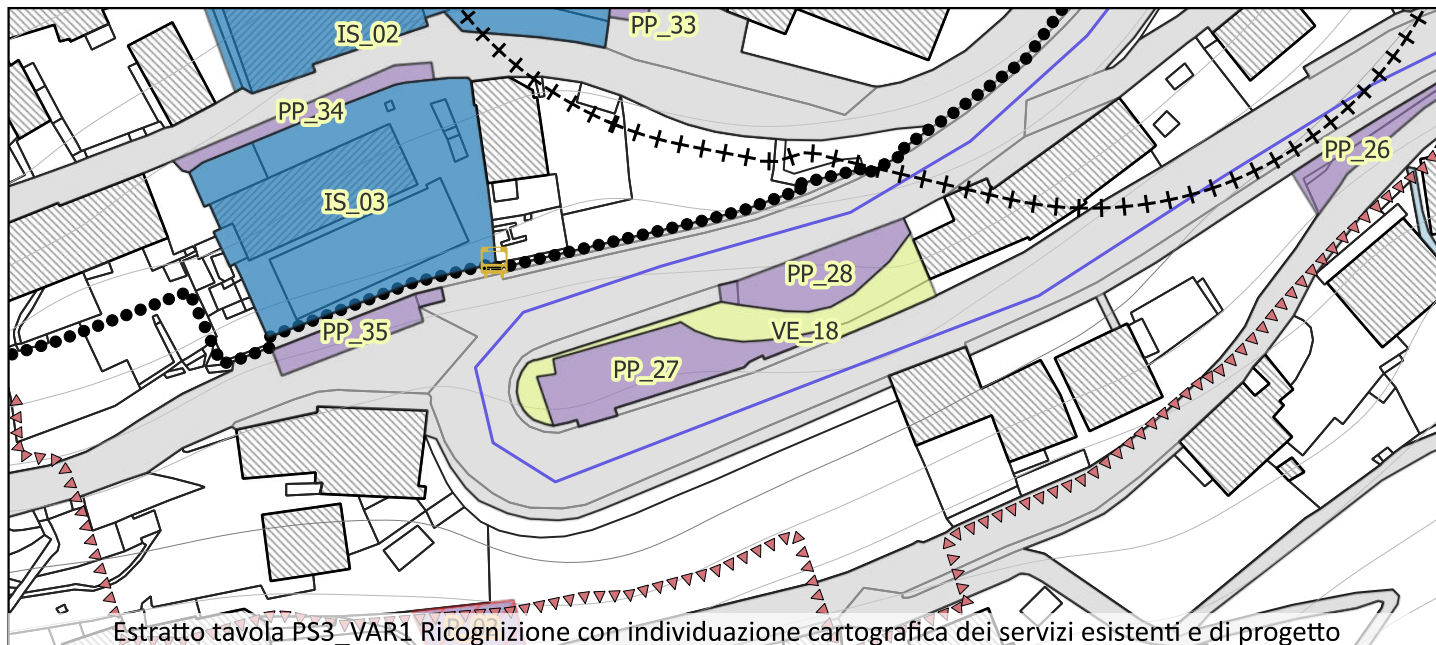 IS_02
PP_33
PP_34
IS_03
PP_26
PP_28
PP_35
VE_18
PP_27
Estratto tavola PS3_VAR1 Ricognizione con individuazione cartografica dei servizi esistenti e di progetto